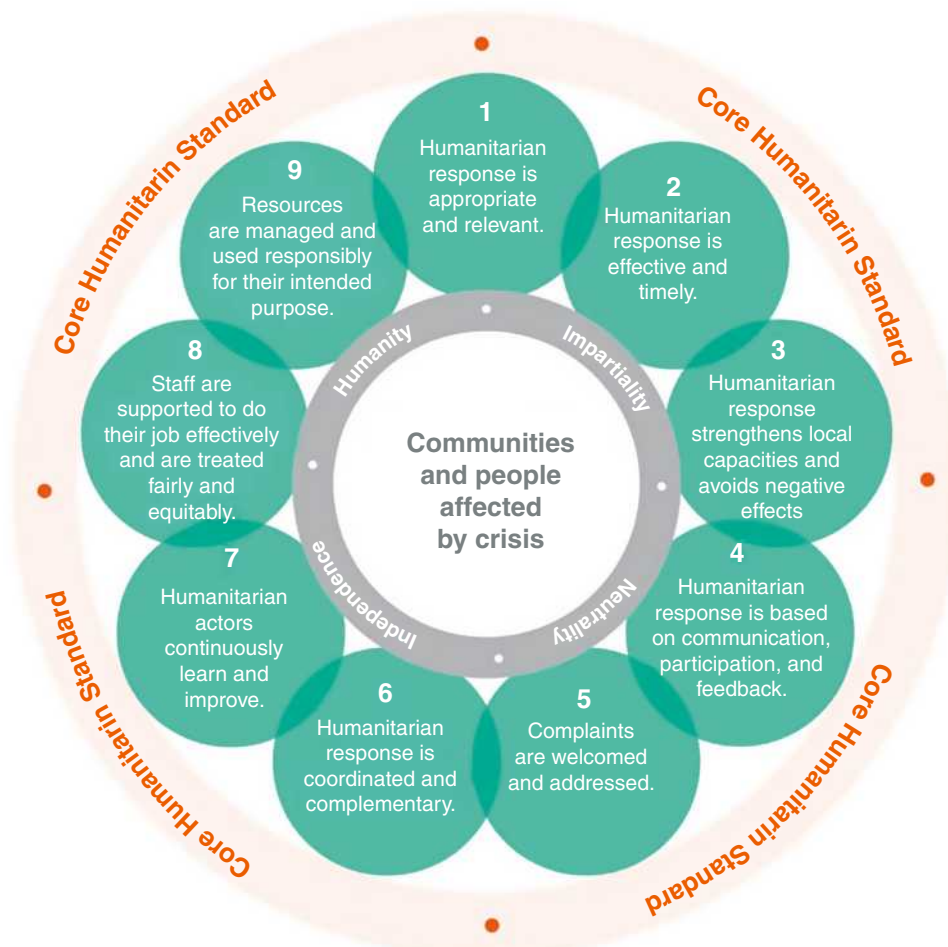 Core Humanitarin Standard
Core Humanitarin Standard
1
Humanitarian
response is
appropriate
and relevant.
2
Humanitarian
response is
effective and
timely.
3
Humanitarian
response
strengthens local
capacities and
avoids negative
effects
4
Humanitarian
response is based
on communication,
participation, and
feedback.
5
Complaints
are welcomed
and addressed.
6
Humanitarian
response is
coordinated and
complementary.
7
Humanitarian
actors
continuously
learn and
improve.
8
Staff are
supported to do
their job effectively
and are treated
fairly and
equitably.
9
Resources
are managed and
used responsibly
for their intended
purpose.
Humanity
Impartiality
Neutrality
Independence
Communities
and people
affected
by crisis
Core Humanitarin Standard
Core Humanitarin Standard